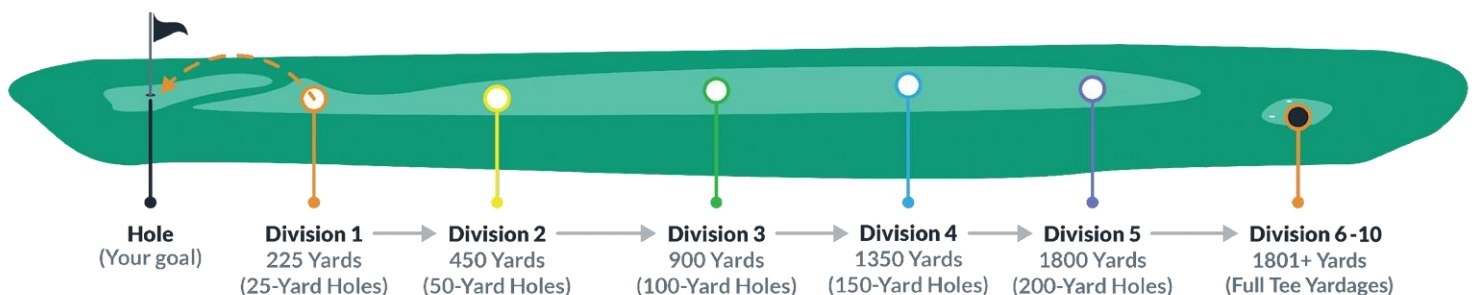 Hole
(Your goal)
Division 1
225 Yards
(25-Yard Holes)
Division 2
450 Yards
(50-Yard Holes)
Division 3
900 Yards
(100-Yard Holes)
Division 4
1350 Yards
(150-Yard Holes)
Division 5
1800 Yards
(200-Yard Holes)
Division 6-10
1801+ Yards
(Full Tee Yardages)